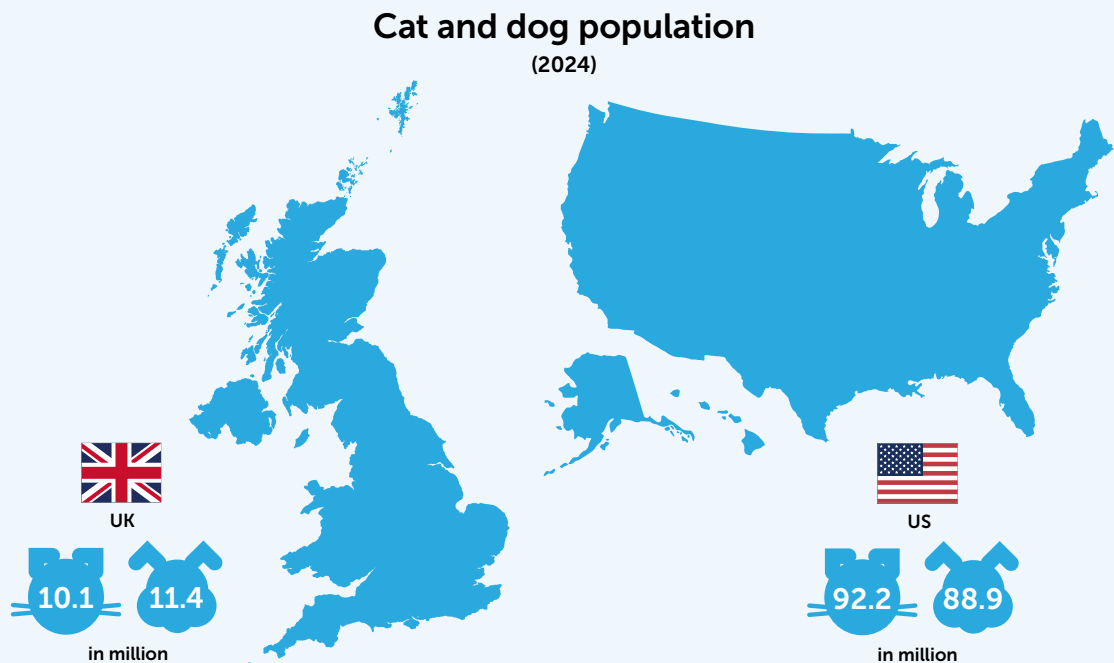 Cat and dog population
(2024)
UK
10.1 11.4
in million
US
92.2 88.9
in million